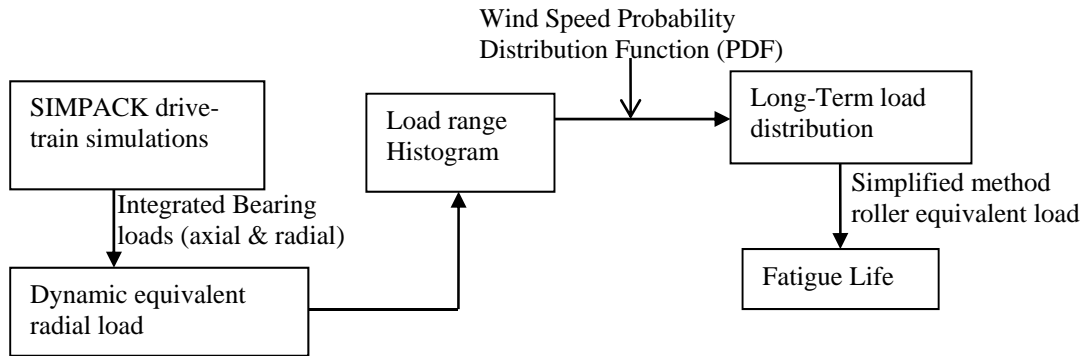 SIMPACK drive-
train simulations
Integrated Bearing
loads (axial & radial)
Dynamic equivalent
radial load
Load range
Histogram
Wind Speed Probability
Distribution Function (PDF)
Long-Term load
distribution
Simplified method
roller equivalent load
Fatigue Life